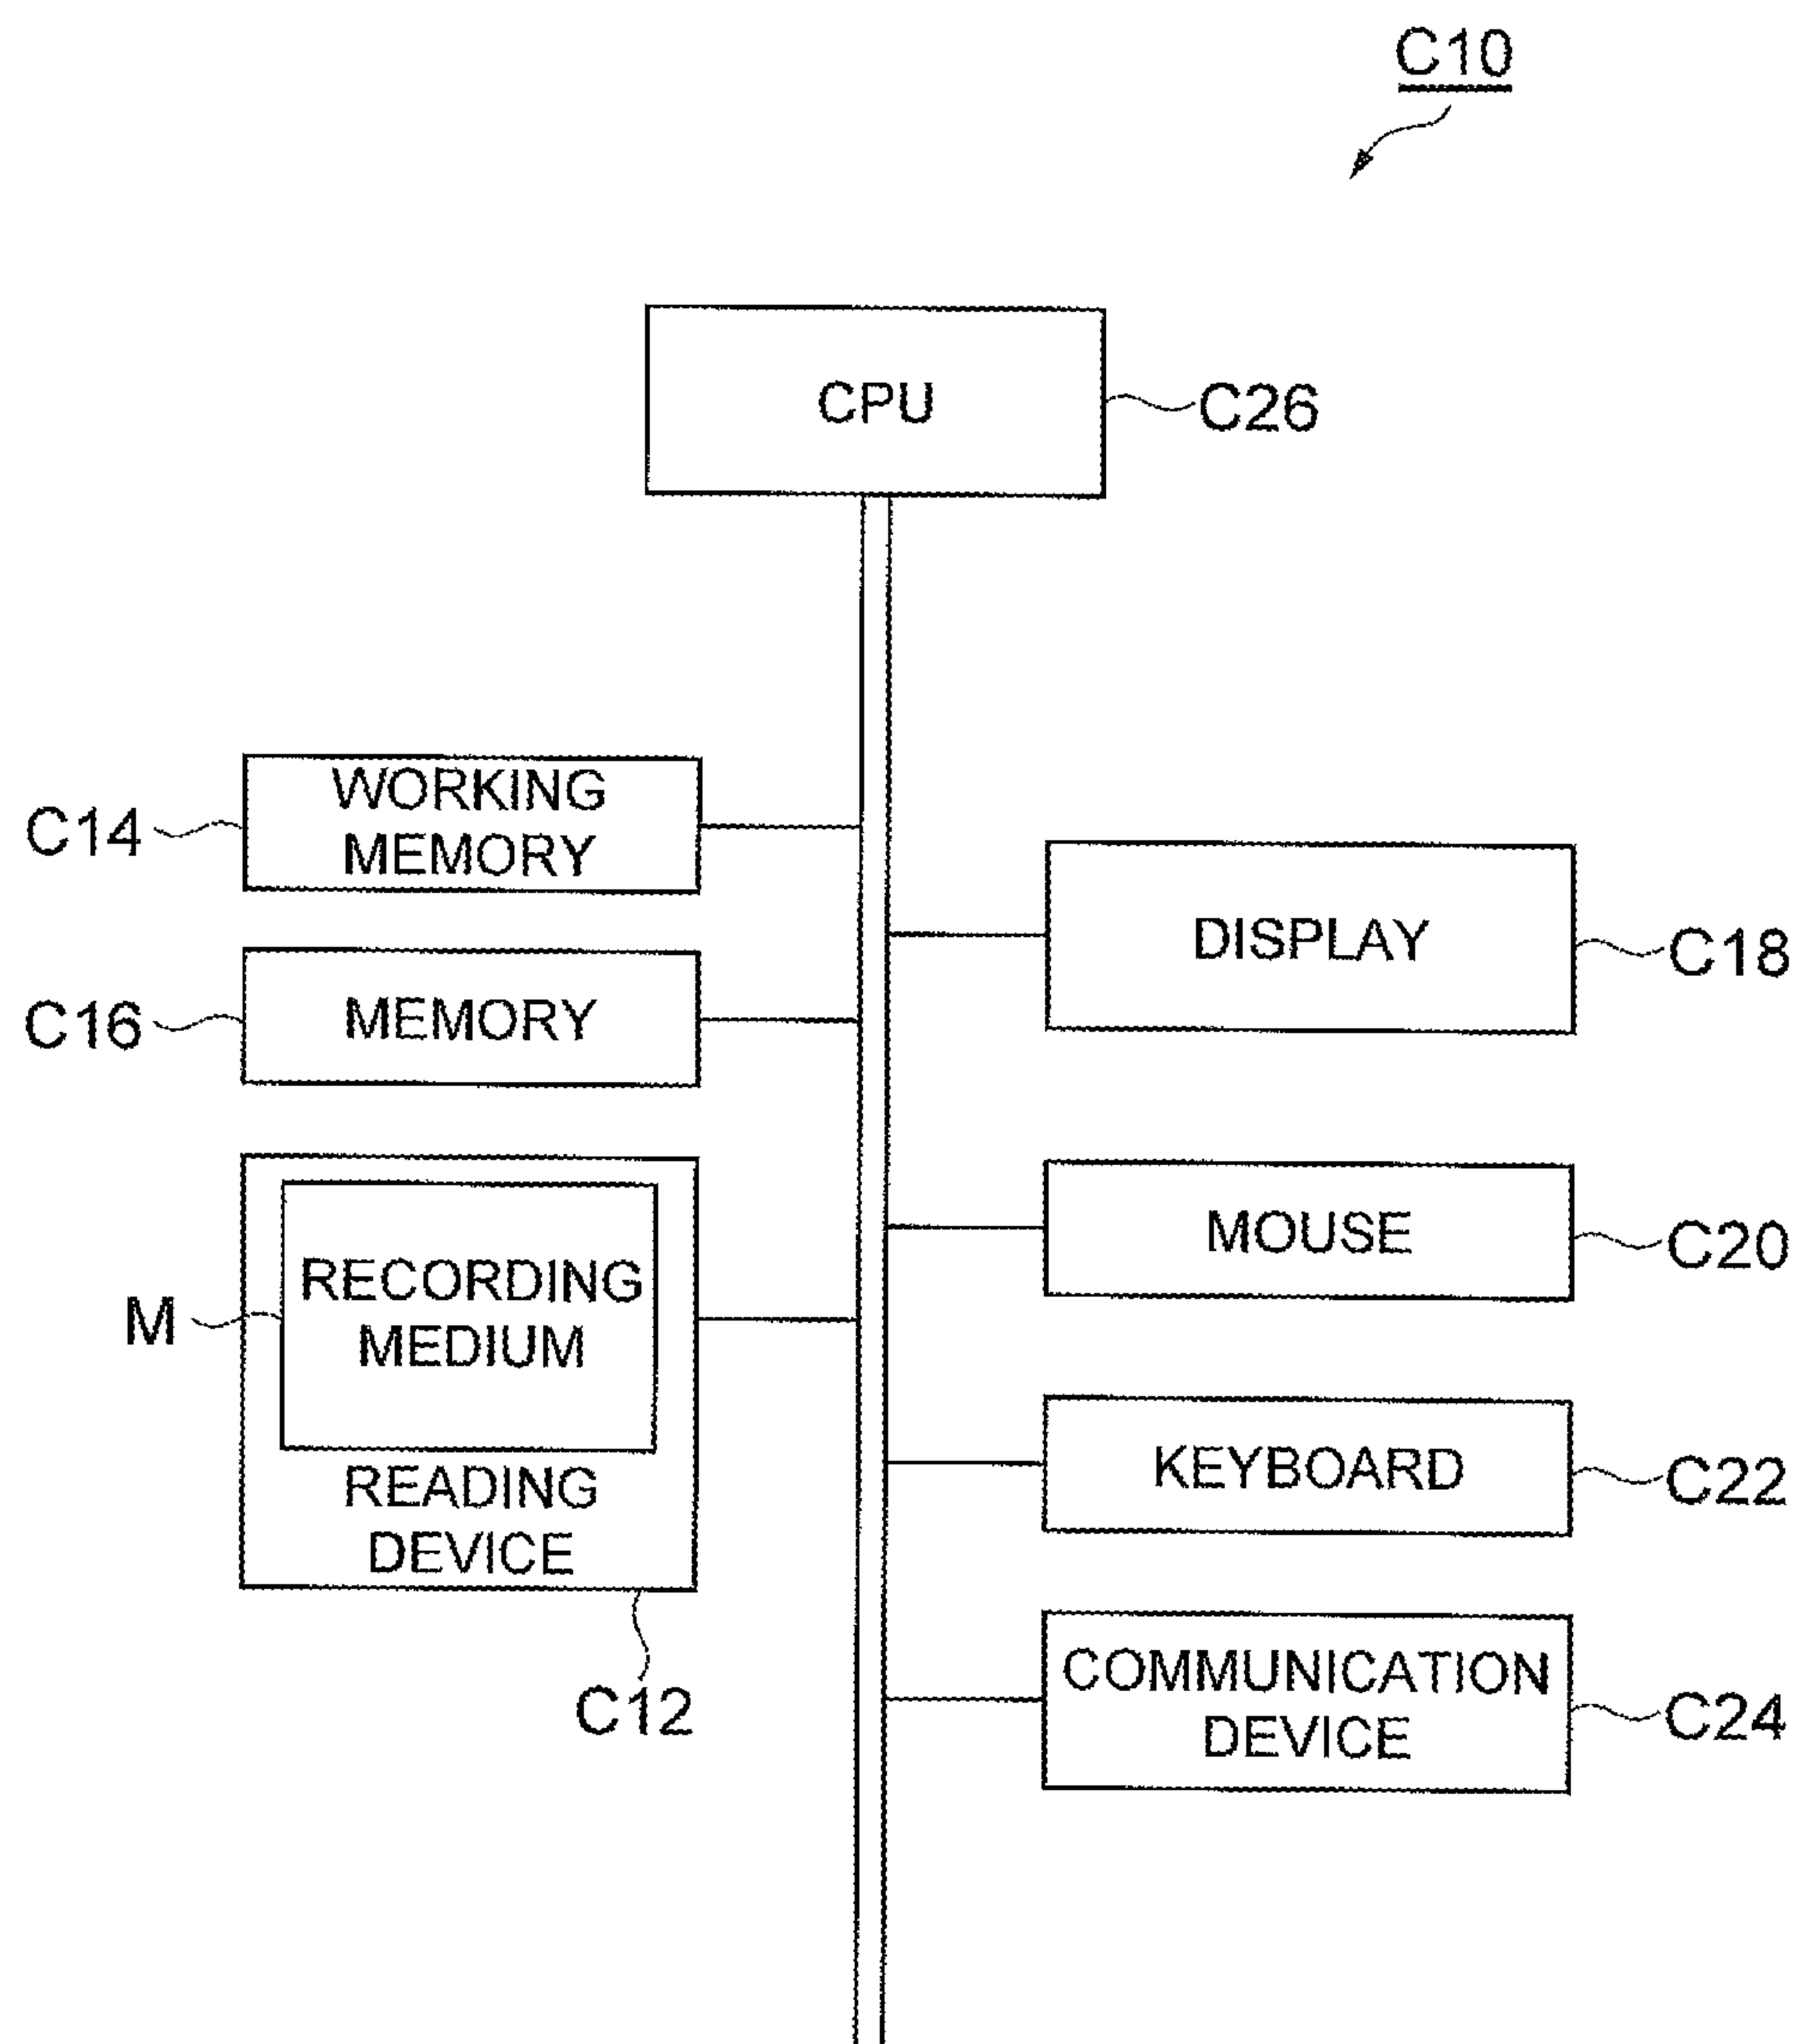 C10
CPU
C26
C14
WORKING
MEMORY
DISPLAY
C18
C16
MEMORY
M
RECORDING
MEDIUM
READING
DEVICE
C12
MOUSE
C20
KEYBOARD
C22
COMMUNICATION
DEVICE
C24